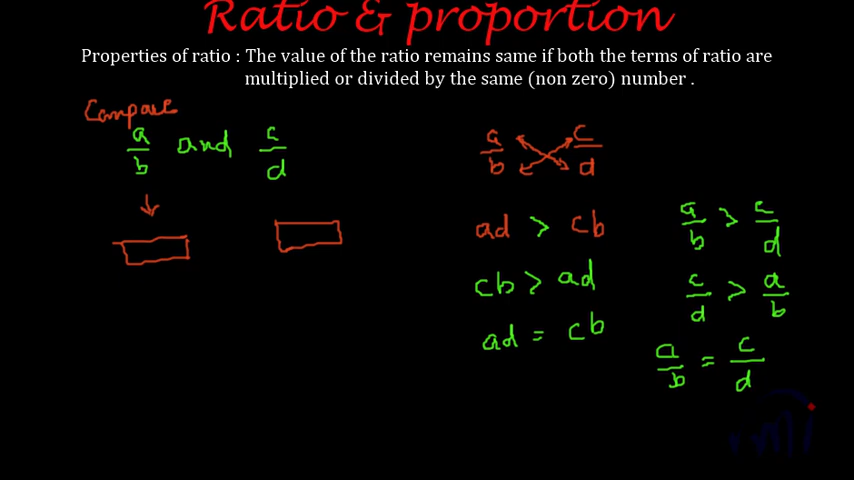 Ratio & proportion
Properties of ratio : The value of the ratio remains same if both the terms of ratio are
multiplied or divided by the same (non zero) number .
Compare
a/b and c/d
a/b c/d
ad > cb
cb > ad
ad = cb
a/b > c/d
c/d > a/b
a/b = c/d